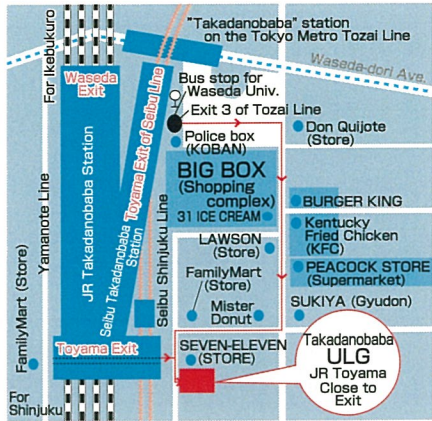 "Takadanobaba" station
on the Tokyo Metro Tozai Line
Waseda-dori Ave.
For Ikebukuro
Waseda
Exit
Bus stop for
Waseda Univ.
Exit 3 of Tozai Line
Police box
(KOBAN)
Don Quijote
(Store)
Toyama Exit of Seibu Line
BIG BOX
(Shopping
complex)
31 ICE CREAM
BURGER KING
Kentucky
Fried Chicken
(KFC)
PEACOCK STORE
(Supermarket)
SUKIYA (Gyudon)
LAWSON
(Store)
FamilyMart
(Store)
Mister
Donut
Yamanote Line
JR Takadanobaba Station
Seibu Takadanobaba
Station
Seibu Shinjuku Line
FamilyMart (Store)
Toyama Exit
SEVEN-ELEVEN
(STORE)
Takadanobaba
ULG
JR Toyama
Close to
Exit
For
Shinjuku